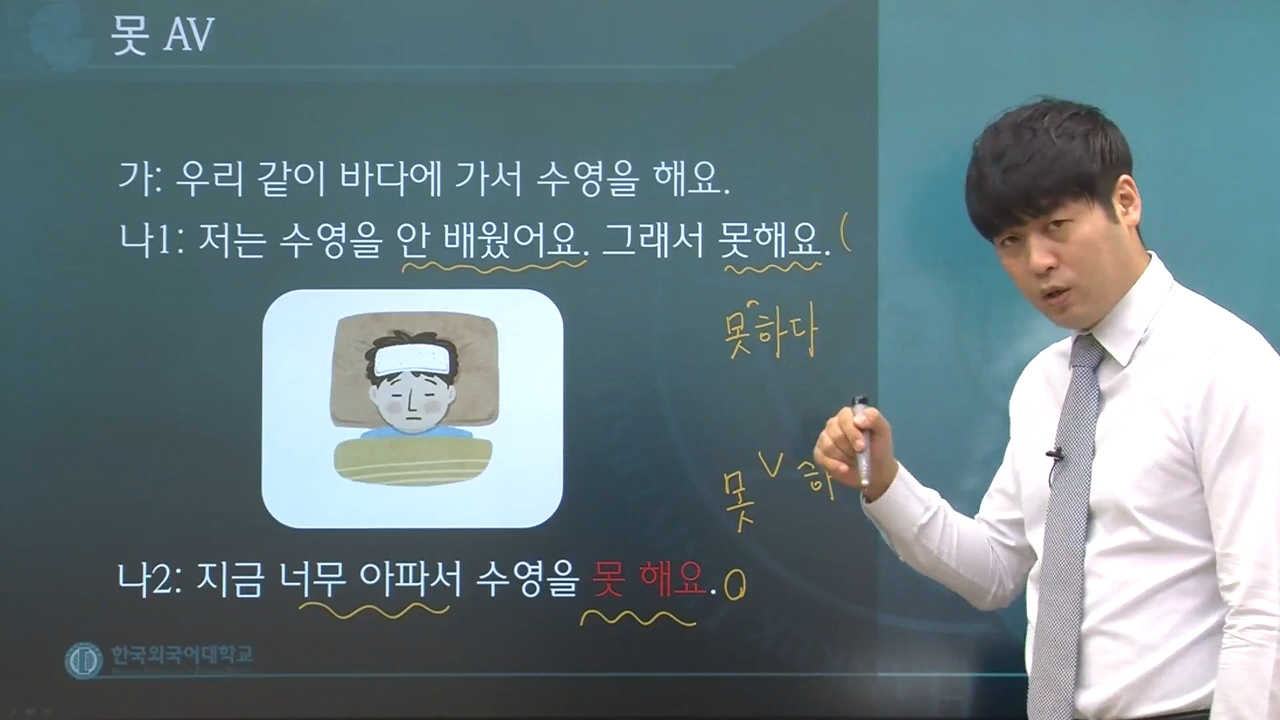 못 AV
가: 우리 같이 바다에 가서 수영을 해요.
나1: 저는 수영을 안 배웠어요. 그래서 못해요. (
못하다
못 하
나2: 지금 너무 아파서 수영을 못 해요.
한국외국어대학교